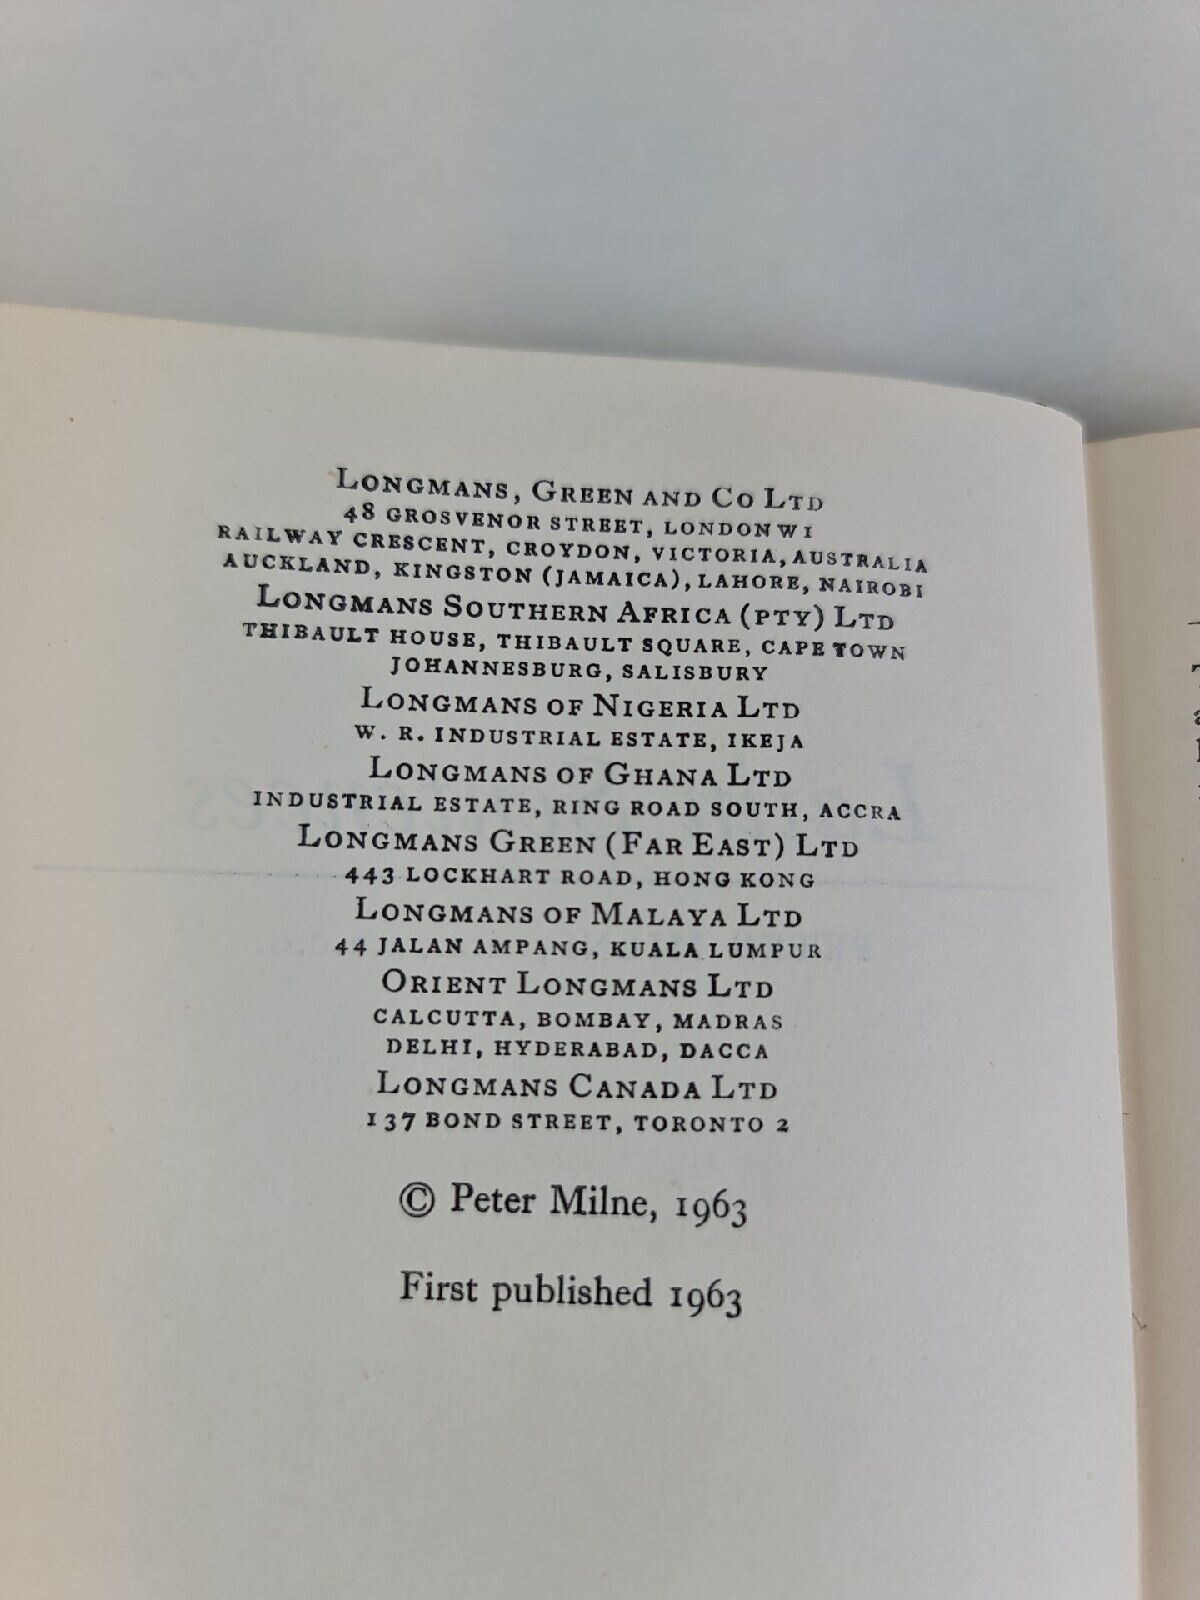 LONGMANS, GREEN AND CO LTD
48 GROSVENOR STREET, LONDON W1
RAILWAY CRESCENT, CROYDON, VICTORIA, AUSTRALIA
AUCKLAND, KINGSTON (JAMAICA), LAHORE, NAIROBI
LONGMANS SOUTHERN AFRICA (PTY) LTD
THIBAULT HOUSE, THIBAULT SQUARE, CAPE TOWN
JOHANNESBURG, SALISBURY
LONGMANS OF NIGERIA LTD
W. R. INDUSTRIAL ESTATE, IKEJA
LONGMANS OF GHANA LTD
INDUSTRIAL ESTATE, RING ROAD SOUTH, ACCRA
LONGMANS GREEN (FAR EAST) LTD
443 LOCKHART ROAD, HONG KONG
LONGMANS OF MALAYA LTD
44 JALAN AMPANG, KUALA LUMPUR
ORIENT LONGMANS LTD
CALCUTTA, BOMBAY, MADRAS
DELHI, HYDERABAD, DACCA
LONGMANS CANADA LTD
137 BOND STREET, TORONTO 2
© Peter Milne, 1963
First published 1963